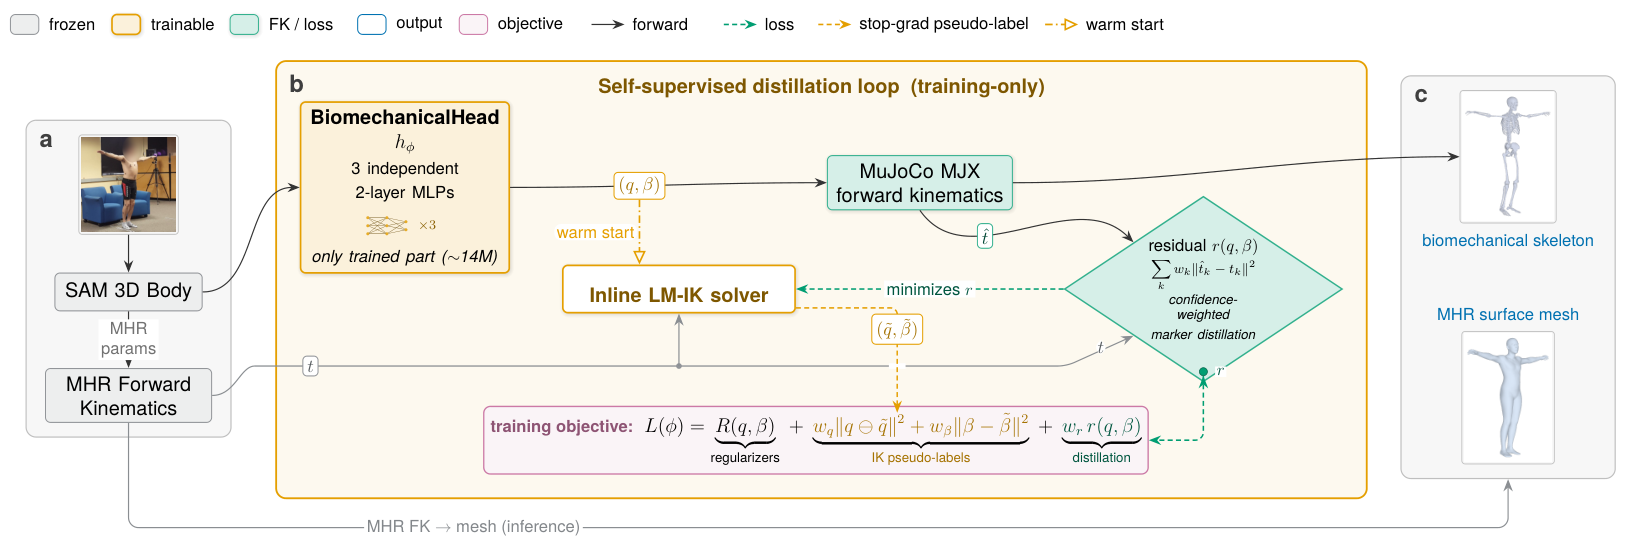 frozen
trainable
FK / loss
output
objective
forward
loss
stop-grad pseudo-label
warm start
a
SAM 3D Body
MHR
params
MHR Forward
Kinematics
b
Self-supervised distillation loop (training-only)
BiomechanicalHead
h_ϕ
3 independent
2-layer MLPs
×3
only trained part (∼14M)
(q, β)
warm start
MuJoCo MJX
forward kinematics
t̂
Inline LM-IK solver
minimizes r
(q̃, β̃)
residual r(q, β)
∑_k w_k‖t̂_k − t_k‖²
confidence-
weighted
marker distillation
t
t
r
training objective: L(ϕ) = R(q, β) + w_q‖q ⊖ q̃‖² + w_β‖β − β̃‖² + w_r r(q, β)
regularizers
IK pseudo-labels
distillation
c
biomechanical skeleton
MHR surface mesh
MHR FK → mesh (inference)